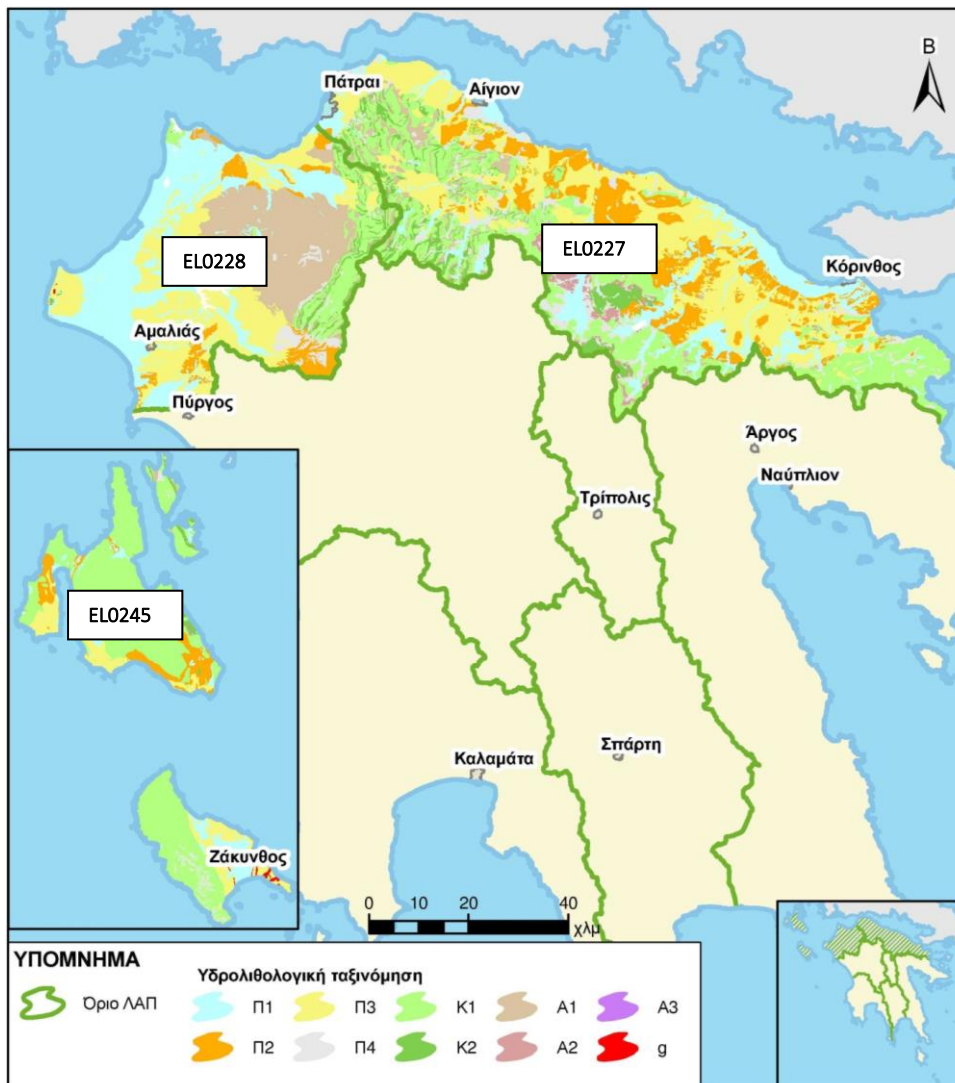 Β
Πάτραι
Αίγιον
EL0228
EL0227
Κόρινθος
Αμαλιάς
Πύργος
Άργος
Ναύπλιον
Τρίπολις
EL0245
Σπάρτη
Καλαμάτα
Ζάκυνθος
0 10 20 40
χλμ
ΥΠΟΜΝΗΜΑ
Υδρολιθολογική ταξινόμηση
Όριο ΛΑΠ
Π1 Π3 Κ1 Α1 Α3
Π2 Π4 Κ2 Α2 g